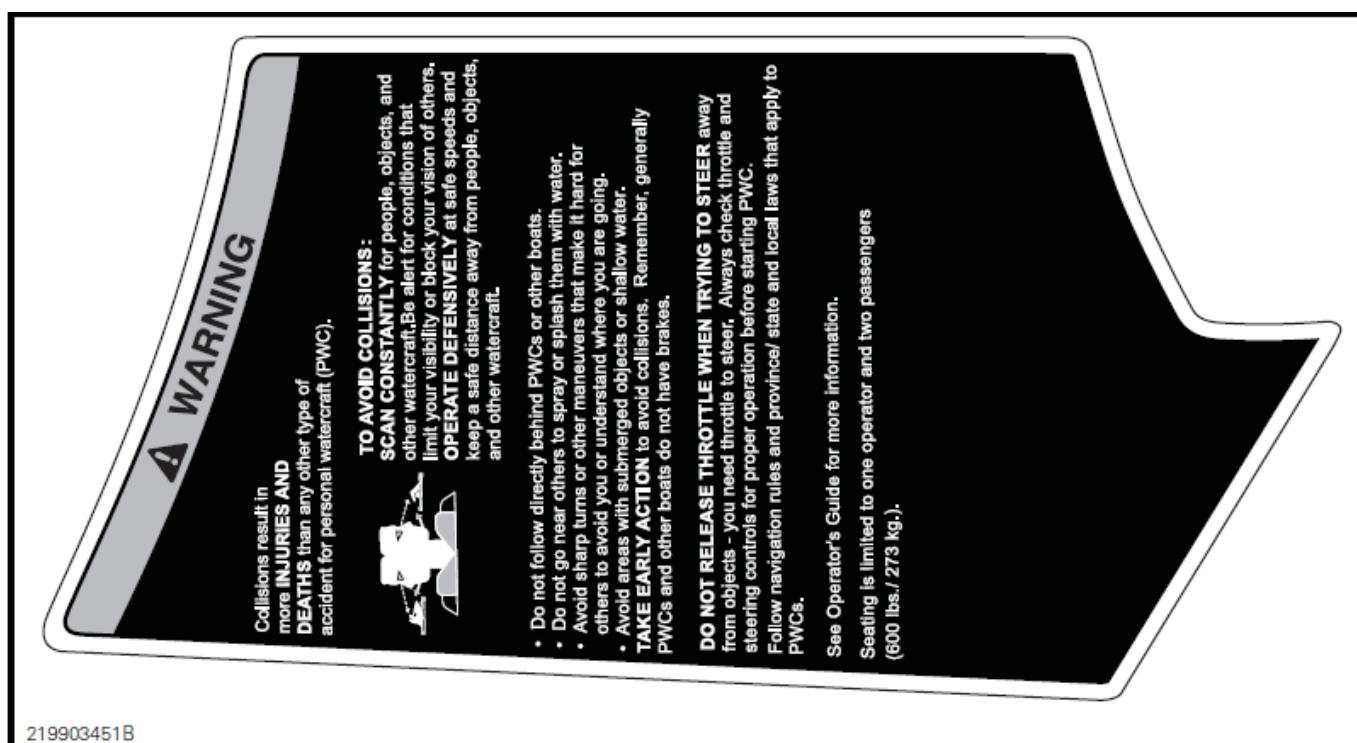 WARNING
Collisions result in
more INJURIES AND
DEATHS than any other type of
accident for personal watercraft (PWC).
TO AVOID COLLISIONS:
SCAN CONSTANTLY for people, objects, and
other watercraft.Be alert for conditions that
limit your visibility or block your vision of others.
OPERATE DEFENSIVELY at safe speeds and
keep a safe distance away from people, objects,
and other watercraft.
• Do not follow directly behind PWCs or other boats.
• Do not go near others to spray or splash them with water.
• Avoid sharp turns or other maneuvers that make it hard for
others to avoid you or understand where you are going.
• Avoid areas with submerged objects or shallow water.
TAKE EARLY ACTION to avoid collisions. Remember, generally
PWCs and other boats do not have brakes.
DO NOT RELEASE THROTTLE WHEN TRYING TO STEER away
from objects - you need throttle to steer. Always check throttle and
steering controls for proper operation before starting PWC.
Follow navigation rules and province/ state and local laws that apply to
PWCs.
See Operator's Guide for more information.
Seating is limited to one operator and two passengers
(600 lbs./ 273 kg.).
219903451B